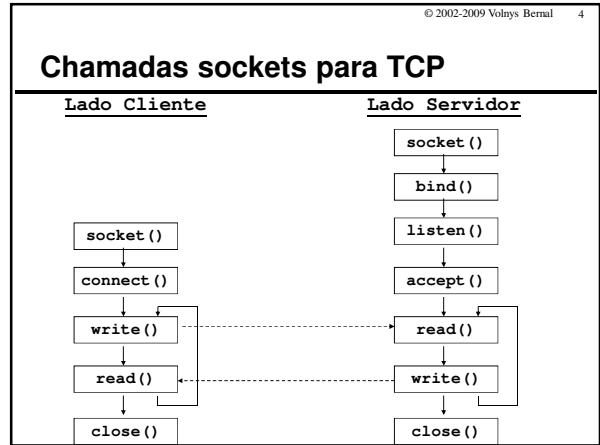 © 2002-2009 Volnys Bernal 4
Chamadas sockets para TCP
Lado Cliente
socket()
connect()
write()
read()
close()
Lado Servidor
socket()
bind()
listen()
accept()
read()
write()
close()